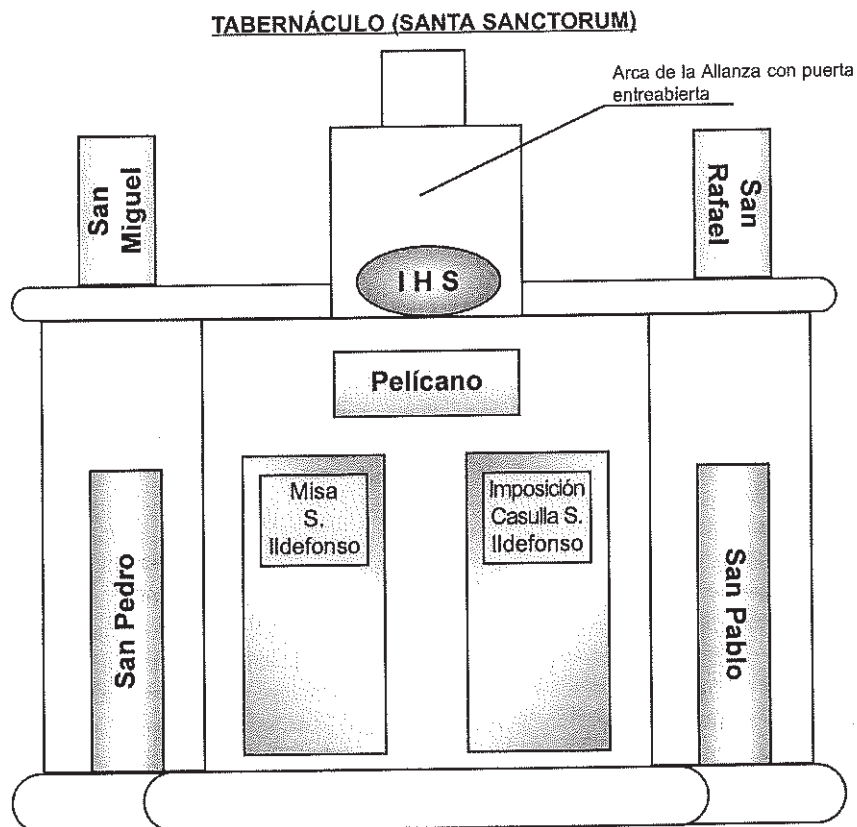 TABERNÁCULO (SANTA SANCTORUM)
Arca de la Allanza con puerta
entreabierta
San
Miguel
San
Rafael
I H S
Pelícano
Misa
S.
Ildefonso
Imposición
Casulla S.
Ildefonso
San Pedro
San Pablo